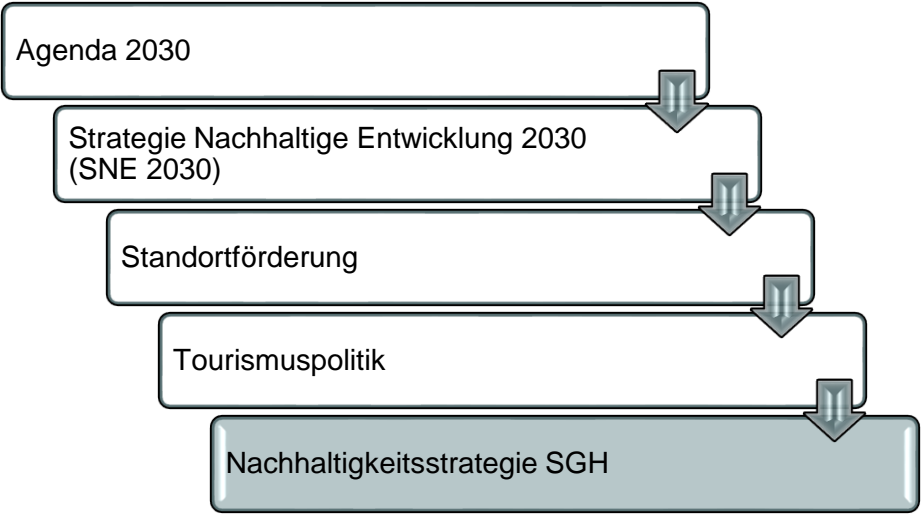 Agenda 2030
Strategie Nachhaltige Entwicklung 2030
(SNE 2030)
Standortförderung
Tourismuspolitik
Nachhaltigkeitsstrategie SGH